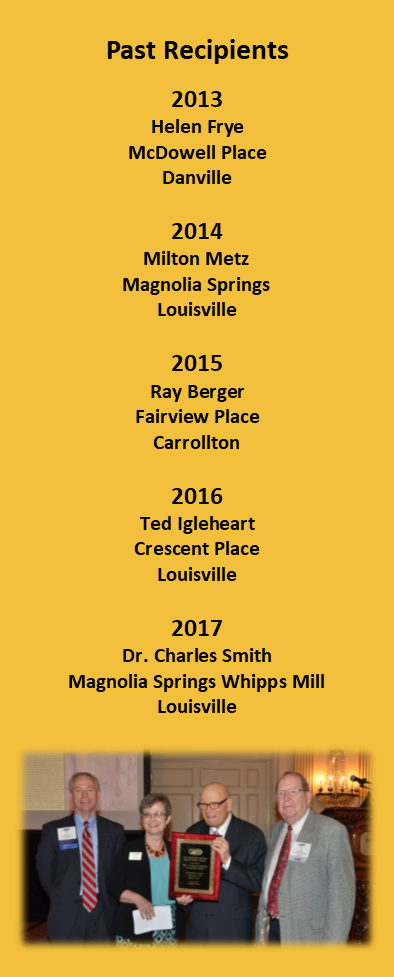 Past Recipients
2013
Helen Frye
McDowell Place
Danville
2014
Milton Metz
Magnolia Springs
Louisville
2015
Ray Berger
Fairview Place
Carrollton
2016
Ted Igleheart
Crescent Place
Louisville
2017
Dr. Charles Smith
Magnolia Springs Whipps Mill
Louisville